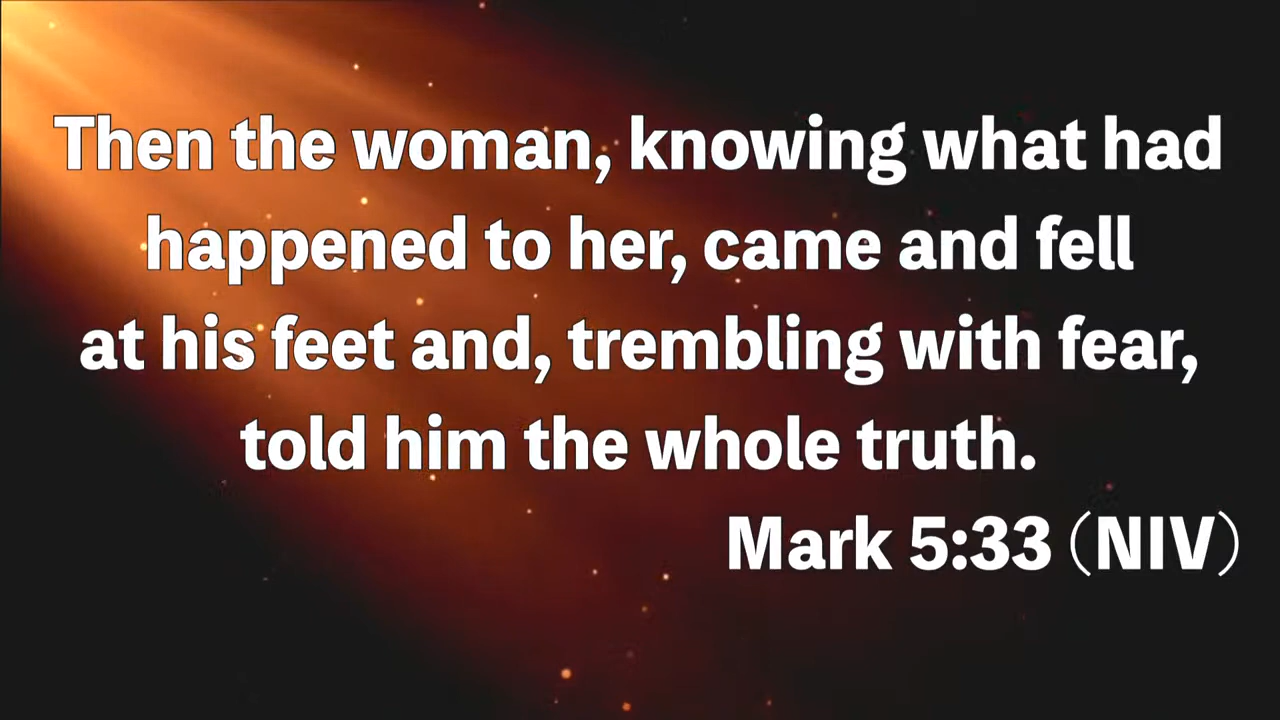 Then the woman, knowing what had
happened to her, came and fell
at his feet and, trembling with fear,
told him the whole truth.
Mark 5:33 (NIV)